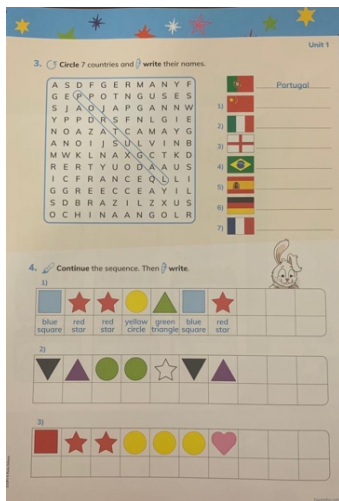 Unit 1
3. Circle 7 countries and write their names.
A S D F G E R M A N Y F
G E P P O T N G U S E S
S J A O J A P G A N N W
Y P P D R S F N L G I E
N O A Z A T C A M A Y G
A N O I J S U L V I N B
M W K L N A X G C T K D
R E R T Y U O D A A U S
I C F R A N C E Q L L I
G G R E E C C E A Y I L
S D B R A Z I L Z X U S
O C H I N A A N G O L R
Portugal
1)
2)
3)
4)
5)
6)
7)
4. Continue the sequence. Then write.
1)
blue square
red star
red star
yellow circle
green triangle
blue square
red star
2)
3)